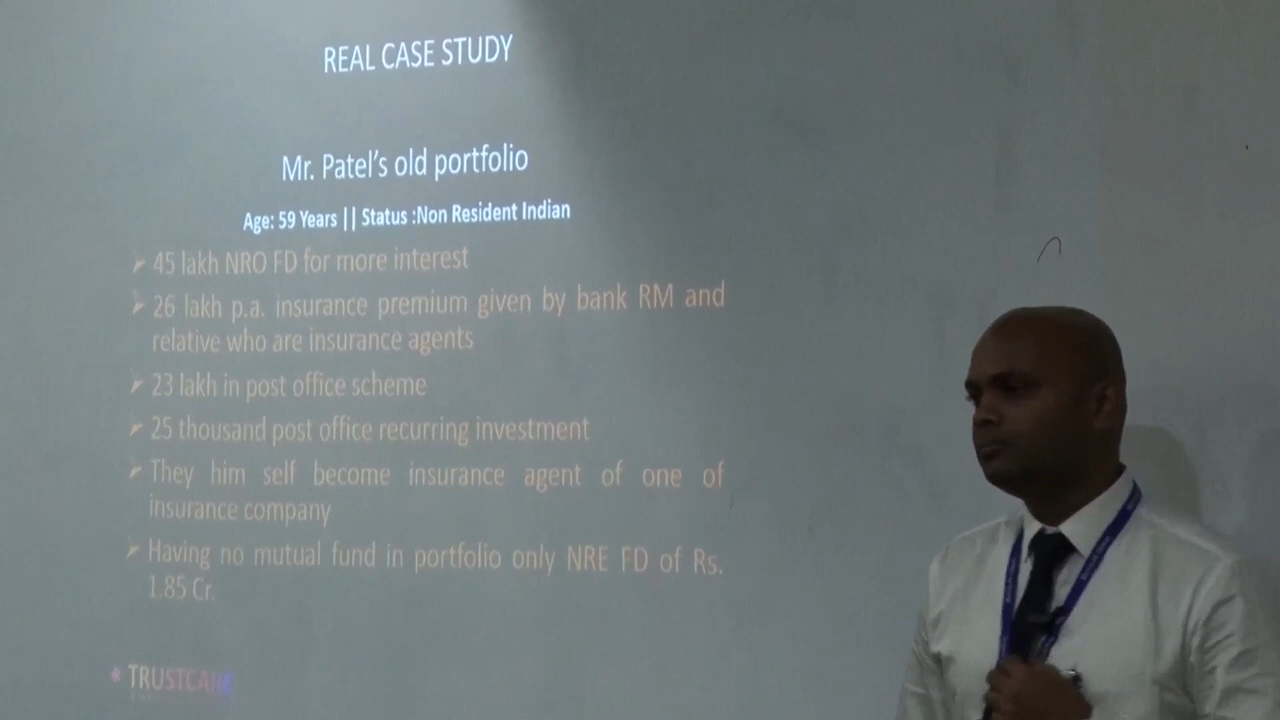 REAL CASE STUDY
Mr. Patel's old portfolio
Age: 59 Years || Status :Non Resident Indian
➢ 45 lakh NRO FD for more interest
➢ 26 lakh p.a. insurance premium given by bank RM and
relative who are insurance agents
➢ 23 lakh in post office scheme
➢ 25 thousand post office recurring investment
➢ They him self become insurance agent of one of
insurance company
➢ Having no mutual fund in portfolio only NRE FD of Rs.
1.85 Cr.
TRUSTCARE